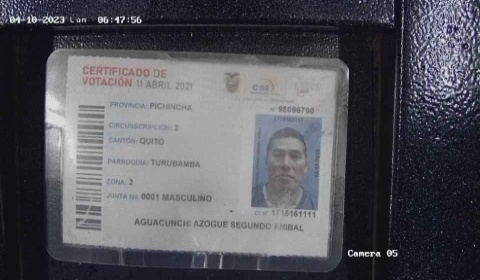 04-10-2023 Lun 06:47:56
CERTIFICADO DE
VOTACIÓN 11 ABRIL 2021
PROVINCIA: PICHINCHA
CIRCUNSCRIPCIÓN: 2
CANTÓN: QUITO
PARROQUIA: TURUBAMBA
ZONA: 2
JUNTA No. 0001 MASCULINO
cne
AGUACUNCHI AZOGUE SEGUNDO ANIBAL
Camera 05